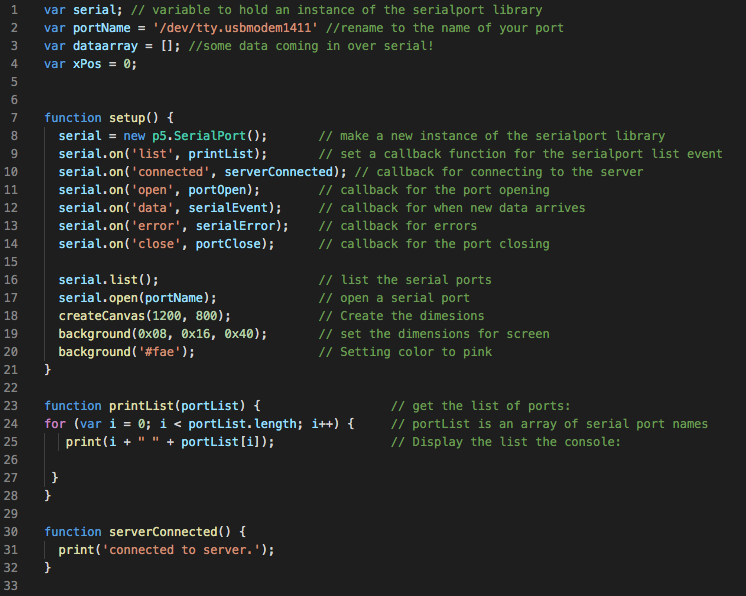 1 var serial; // variable to hold an instance of the serialport library
2 var portName = '/dev/tty.usbmodem1411' //rename to the name of your port
3 var dataarray = []; //some data coming in over serial!
4 var xPos = 0;
5
6
7 function setup() {
8   serial = new p5.SerialPort();       // make a new instance of the serialport library
9   serial.on('list', printList);       // set a callback function for the serialport list event
10   serial.on('connected', serverConnected); // callback for connecting to the server
11   serial.on('open', portOpen);        // callback for the port opening
12   serial.on('data', serialEvent);     // callback for when new data arrives
13   serial.on('error', serialError);    // callback for errors
14   serial.on('close', portClose);      // callback for the port closing
15
16   serial.list();                      // list the serial ports
17   serial.open(portName);              // open a serial port
18   createCanvas(1200, 800);            // Create the dimesions
19   background(0x08, 0x16, 0x40);       // set the dimensions for screen
20   background('#fae');                 // Setting color to pink
21 }
22
23 function printList(portList) {                  // get the list of ports:
24 for (var i = 0; i < portList.length; i++) {     // portList is an array of serial port names
25    print(i + " " + portList[i]);                // Display the list the console:
26
27  }
28 }
29
30 function serverConnected() {
31   print('connected to server.');
32 }
33